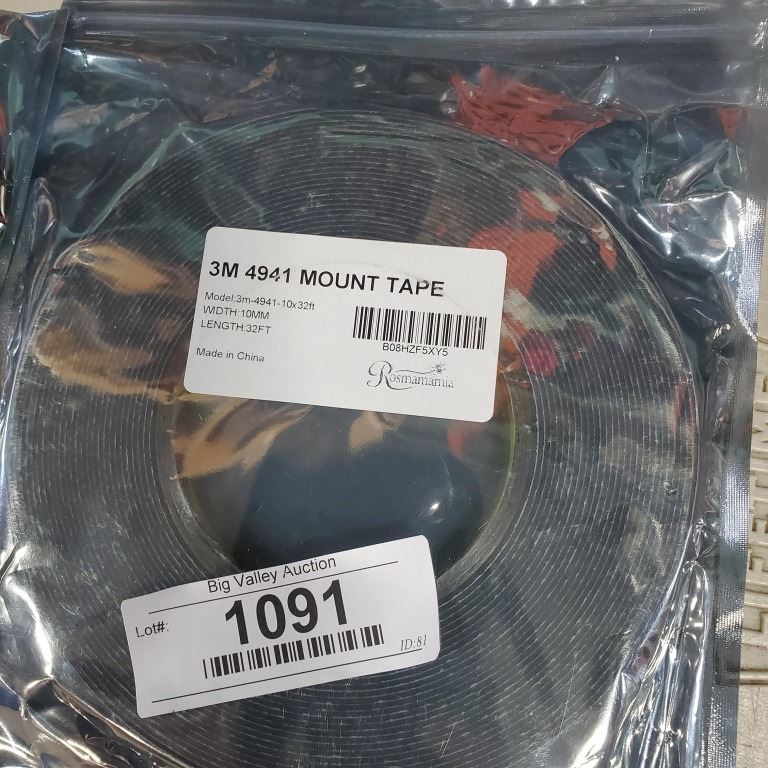 3M 4941 MOUNT TAPE
Model:3m-4941-10x32ft
WIDTH:10MM
LENGTH:32FT
B08HZF5XY5
Made in China
Rosmamamia
Big Valley Auction
Lot#: 1091
ID:81